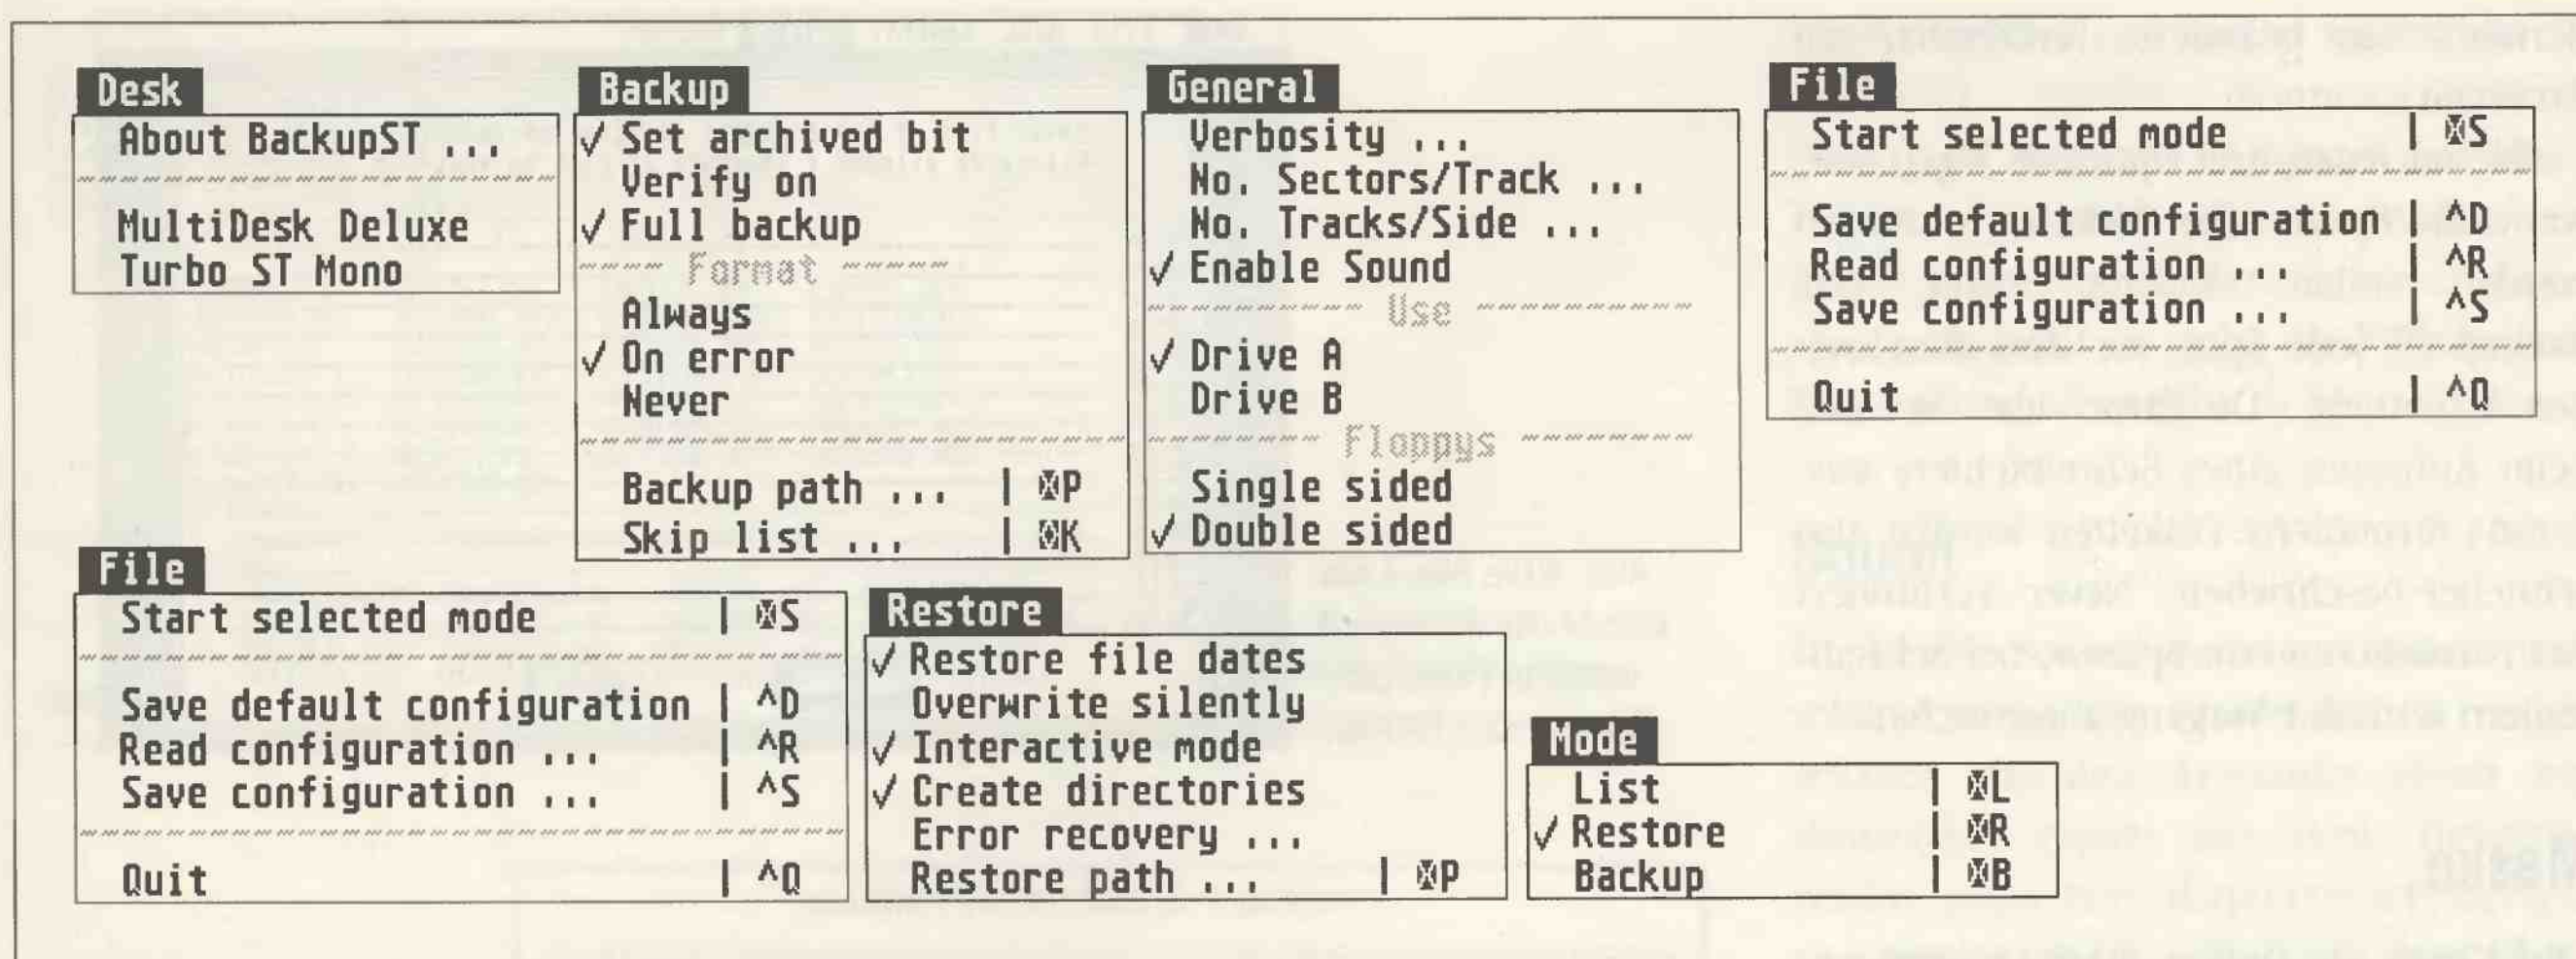 Desk
About BackupST ...
MultiDesk Deluxe
Turbo ST Mono
Backup
✓ Set archived bit
Verify on
✓ Full backup
---- Format -----
Always
✓ On error
Never
Backup path ... | P
Skip list ... | K
General
Verbosity ...
No. Sectors/Track ...
No. Tracks/Side ...
✓ Enable Sound
---------- Use ----------
✓ Drive A
Drive B
-------- Floppys --------
Single sided
✓ Double sided
File
Start selected mode | S
Save default configuration | ^D
Read configuration ... | ^R
Save configuration ... | ^S
Quit | ^Q
File
Start selected mode | S
Save default configuration | ^D
Read configuration ... | ^R
Save configuration ... | ^S
Quit | ^Q
Restore
✓ Restore file dates
Overwrite silently
✓ Interactive mode
✓ Create directories
Error recovery ...
Restore path ... | P
Mode
List | L
✓ Restore | R
Backup | B